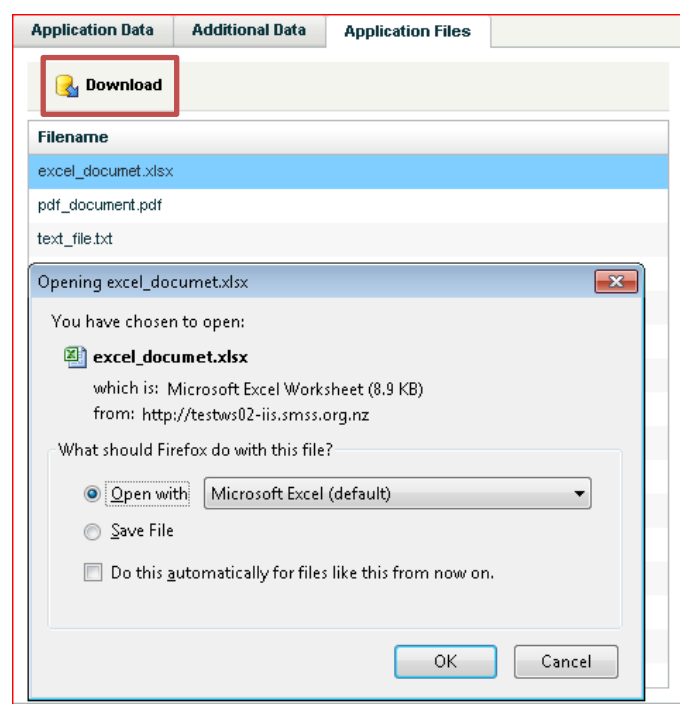 Application Data Additional Data Application Files
Download
Filename
excel_documet.xlsx
pdf_document.pdf
text_file.txt
Opening excel_documet.xlsx
You have chosen to open:
excel_documet.xlsx
which is: Microsoft Excel Worksheet (8.9 KB)
from: http://testws02-iis.smss.org.nz
What should Firefox do with this file?
Open with Microsoft Excel (default)
Save File
Do this automatically for files like this from now on.
OK Cancel